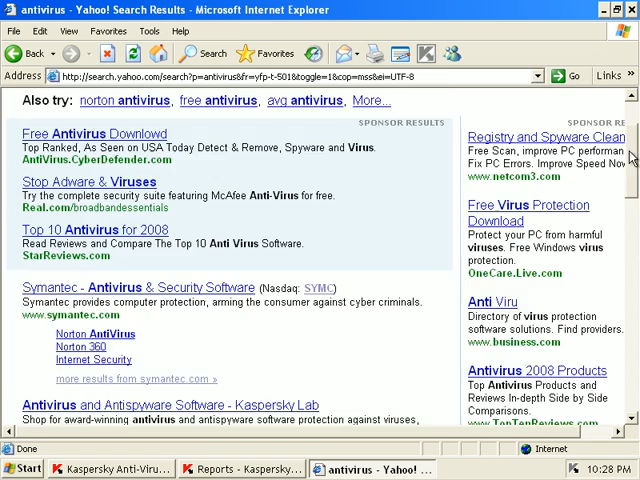 antivirus - Yahoo! Search Results - Microsoft Internet Explorer
File Edit View Favorites Tools Help
Back Search Favorites
Address http://search.yahoo.com/search?p=antivirus&fr=yfp-t-501&toggle=1&cop=mss&ei=UTF-8 Go Links »
Also try: norton antivirus, free antivirus, avg antivirus, More...
SPONSOR RESULTS
Free Antivirus Downlowd
Top Ranked, As Seen on USA Today Detect & Remove, Spyware and Virus.
AntiVirus.CyberDefender.com
Stop Adware & Viruses
Try the complete security suite featuring McAfee Anti-Virus for free.
Real.com/broadbandessentials
Top 10 Antivirus for 2008
Read Reviews and Compare The Top 10 Anti Virus Software.
StarReviews.com
Symantec - Antivirus & Security Software (Nasdaq: SYMC)
Symantec provides computer protection, arming the consumer against cyber criminals.
www.symantec.com
Norton AntiVirus
Norton 360
Internet Security
more results from symantec.com »
Antivirus and Antispyware Software - Kaspersky Lab
Shop for award-winning antivirus and antispyware software protection against viruses,
SPONSOR RE
Registry and Spyware Clean
Free Scan, improve PC performan
Fix PC Errors. Improve Speed Nov
www.netcom3.com
Free Virus Protection
Download
Protect your PC from harmful
viruses. Free Windows virus
protection.
OneCare.Live.com
Anti Viru
Directory of virus protection
software solutions. Find providers.
www.business.com
Antivirus 2008 Products
Top Antivirus Products and
Reviews In-depth Side by Side
Comparisons.
www.TopTenReviews.com
Done Internet
Start Kaspersky Anti-Viru... Reports - Kaspersky... antivirus - Yahoo! ... 10:28 PM